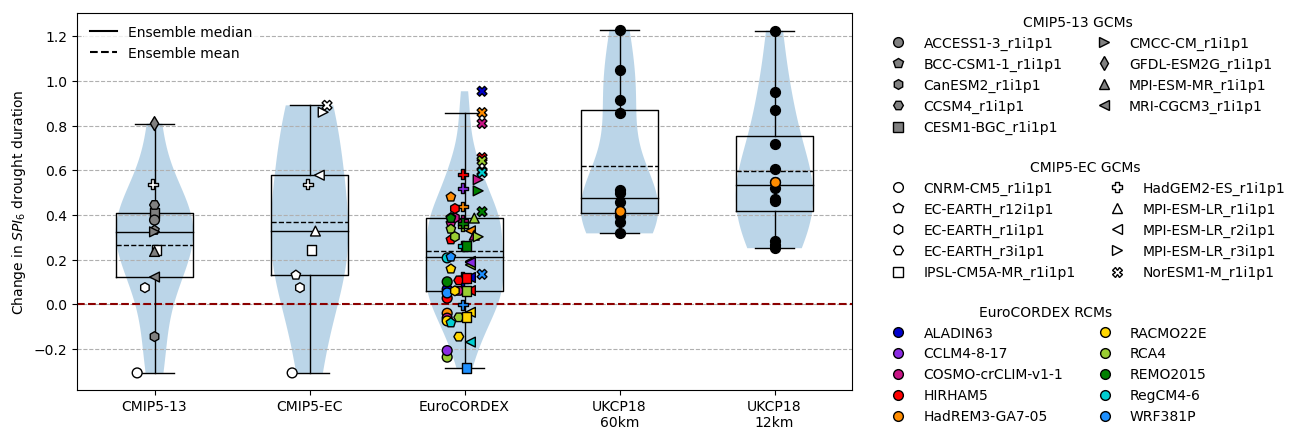 Change in SPI6 drought duration
1.2
1.0
0.8
0.6
0.4
0.2
0.0
−0.2
Ensemble median
Ensemble mean
CMIP5-13
CMIP5-EC
EuroCORDEX
UKCP18
60km
UKCP18
12km
CMIP5-13 GCMs
ACCESS1-3_r1i1p1
BCC-CSM1-1_r1i1p1
CanESM2_r1i1p1
CCSM4_r1i1p1
CESM1-BGC_r1i1p1
CMCC-CM_r1i1p1
GFDL-ESM2G_r1i1p1
MPI-ESM-MR_r1i1p1
MRI-CGCM3_r1i1p1
CMIP5-EC GCMs
CNRM-CM5_r1i1p1
EC-EARTH_r12i1p1
EC-EARTH_r1i1p1
EC-EARTH_r3i1p1
IPSL-CM5A-MR_r1i1p1
HadGEM2-ES_r1i1p1
MPI-ESM-LR_r1i1p1
MPI-ESM-LR_r2i1p1
MPI-ESM-LR_r3i1p1
NorESM1-M_r1i1p1
EuroCORDEX RCMs
ALADIN63
CCLM4-8-17
COSMO-crCLIM-v1-1
HIRHAM5
HadREM3-GA7-05
RACMO22E
RCA4
REMO2015
RegCM4-6
WRF381P